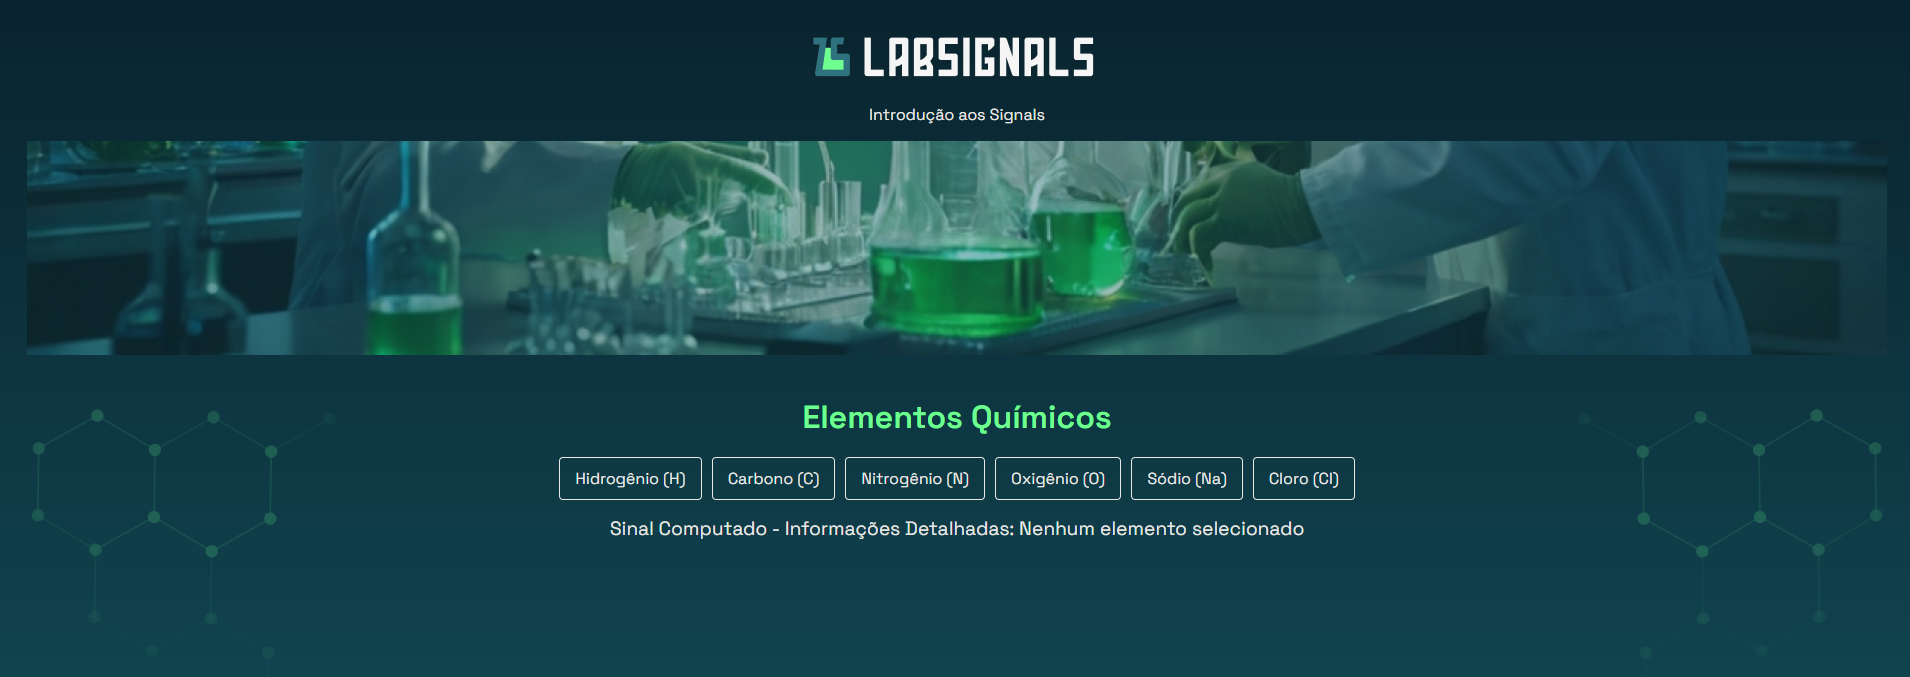 LABSIGNALS
Introdução aos Signals
Elementos Químicos
Hidrogênio (H) Carbono (C) Nitrogênio (N) Oxigênio (O) Sódio (Na) Cloro (Cl)
Sinal Computado - Informações Detalhadas: Nenhum elemento selecionado